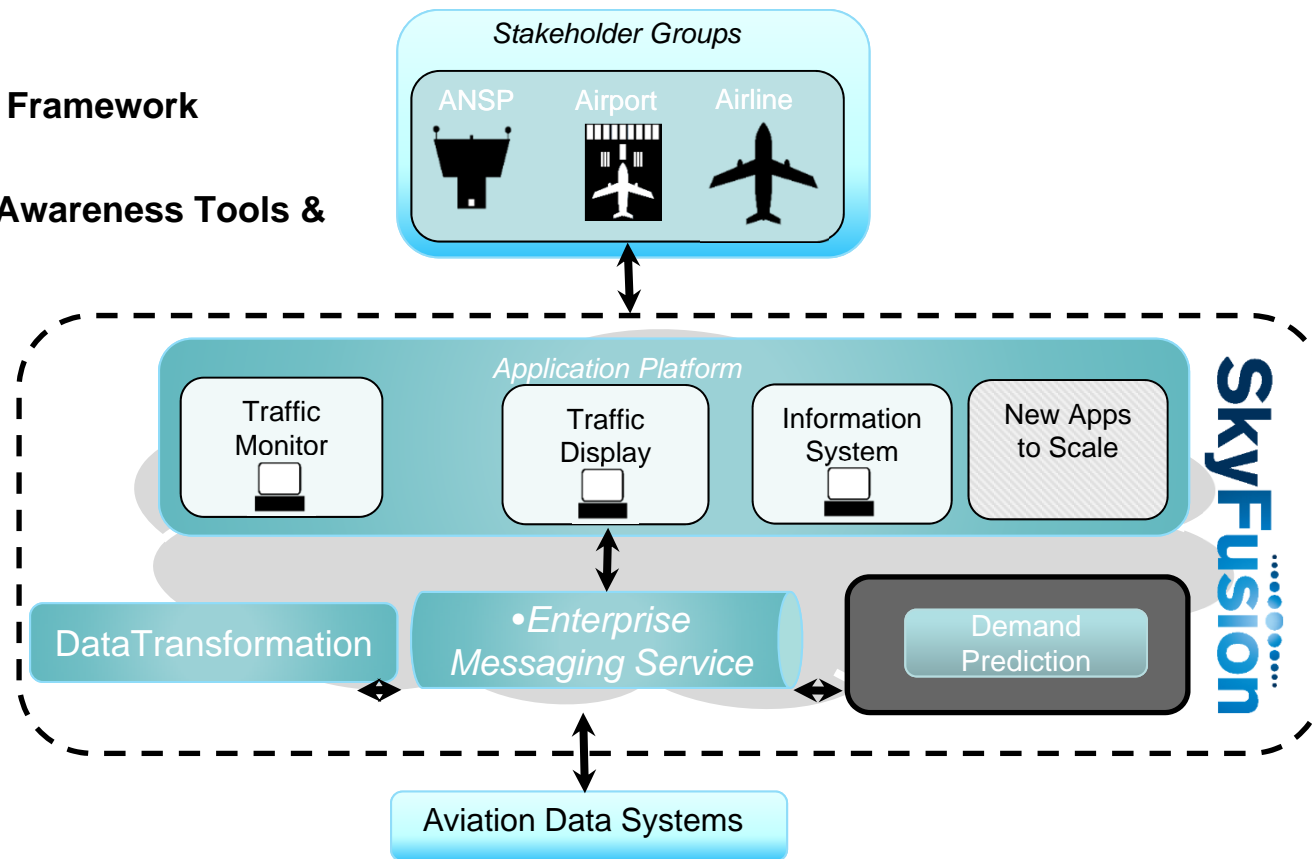 Stakeholder Groups
ANSP Airport Airline
Framework
Awareness Tools &
Application Platform
Traffic
Monitor
Traffic
Display
Information
System
New Apps
to Scale
SkyFusion
DataTransformation
•Enterprise
Messaging Service
Demand
Prediction
Aviation Data Systems